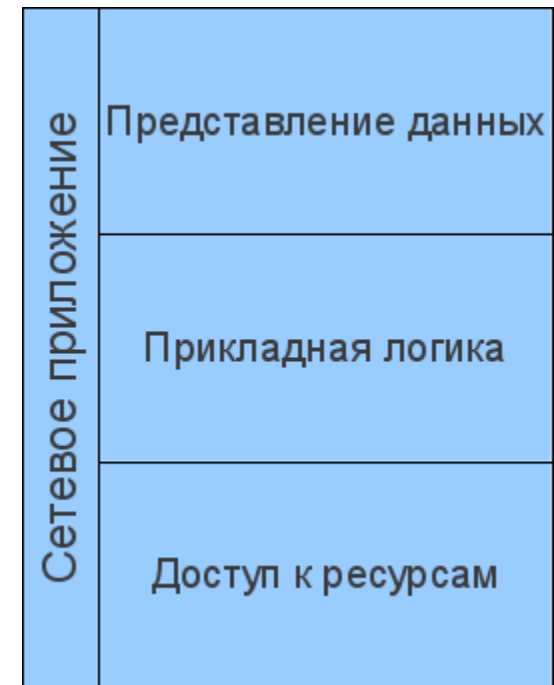 Сетевое приложение
Представление данных
Прикладная логика
Доступ к ресурсам